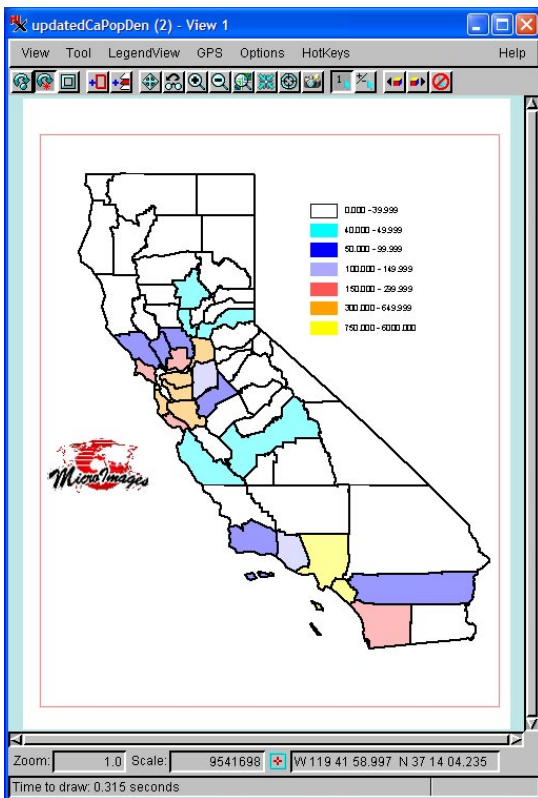 updatedCaPopDen (2) - View 1
View Tool LegendView GPS Options HotKeys Help
0.000 - 39.999
40.000 - 49.999
50.000 - 99.999
100.000 - 149.999
150.000 - 299.999
300.000 - 649.999
750.000 - 6000.000
MicroImages
Zoom: 1.0 Scale: 9541698 W 119 41 58.997 N 37 14 04.235
Time to draw: 0.315 seconds